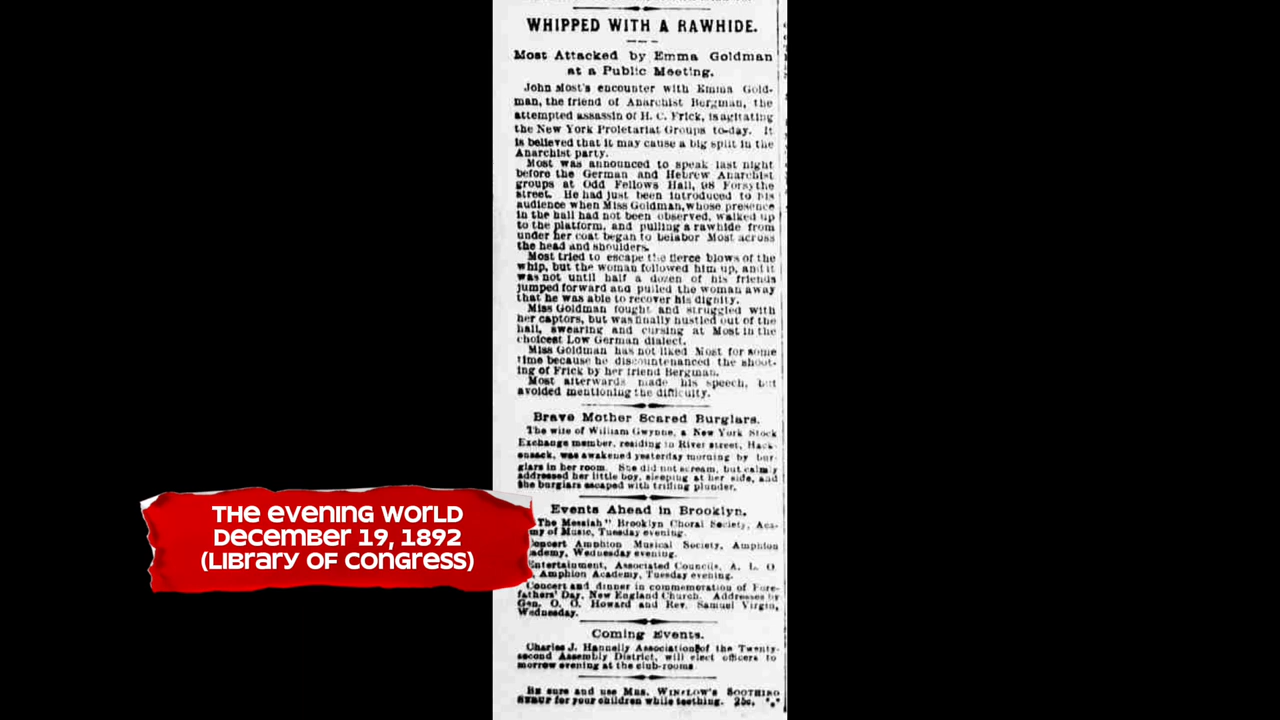 WHIPPED WITH A RAWHIDE.
Most Attacked by Emma Goldman
at a Public Meeting.
John Most's encounter with Emma Gold-
man, the friend of Anarchist Bergman, the
attempted assassin of H. C. Frick, is agitating
the New York Proletariat Groups to-day. It
is believed that it may cause a big split in the
Anarchist party.
Most was announced to speak last night
before the German and Hebrew Anarchist
groups at Odd Fellows Hall, 98 Forsythe
street. He had just been introduced to his
audience when Miss Goldman, whose presence
in the hall had not been observed, walked up
to the platform, and pulling a rawhide from
under her coat began to belabor Most across
the head and shoulders.
Most tried to escape the fierce blows of the
whip, but the woman followed him up, and it
was not until half a dozen of his friends
jumped forward and pulled the woman away
that he was able to recover his dignity.
Miss Goldman fought and struggled with
her captors, but was finally hustled out of the
hall, swearing and cursing at Most in the
choicest Low German dialect.
Miss Goldman has not liked Most for some
time because he discountenanced the shoot-
ing of Frick by her friend Bergman.
Most afterwards made his speech, but
avoided mentioning the difficulty.
Brave Mother Scared Burglars.
The wife of William Gwynne, a New York Stock
Exchange member, residing in River street, Hack-
ensack, was awakened yesterday morning by bur-
glars in her room. She did not scream, but calmly
addressed her little boy, sleeping at her side, and
the burglars escaped with trifling plunder.
Events Ahead in Brooklyn.
The Messiah" Brooklyn Choral Society, Aca-
my of Music, Tuesday evening.
Concert Amphion Musical Society, Amphion
ademy, Wednesday evening.
Entertainment, Associated Councils, A. L. O
, Amphion Academy, Tuesday evening.
Concert and dinner in commemoration of Fore-
fathers' Day, New England Church. Addresses by
Gen. O. O. Howard and Rev. Samuel Virgin,
Wednesday.
Coming Events.
Charles J. Hannelly Association of the Twenty-
second Assembly District, will elect officers to
morrow evening at the club-rooms
BE sure and use MRS. WINSLOW'S SOOTHING
SYRUP for your children while teething. 25c.
THE EVENING WORLD
DECEMBER 19, 1892
(LIBRARY OF CONGRESS)